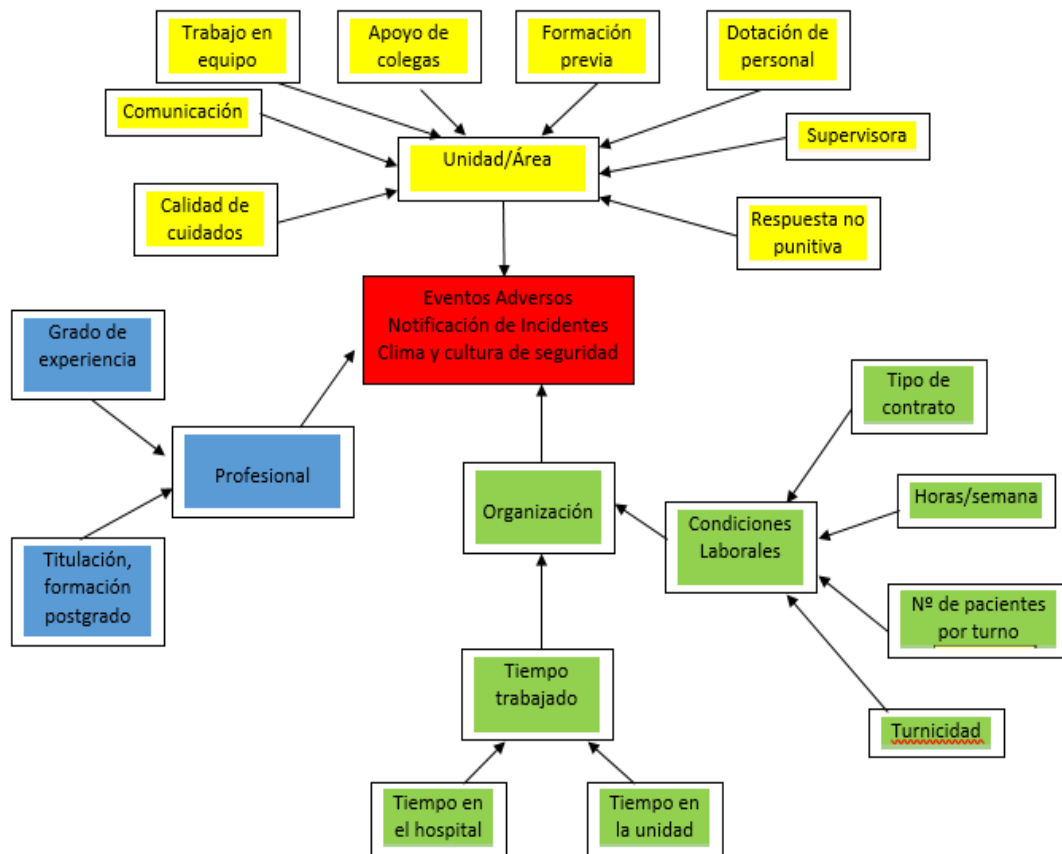 Trabajo en
equipo
Apoyo de
colegas
Formación
previa
Dotación de
personal
Comunicación
Supervisora
Unidad/Área
Calidad de
cuidados
Respuesta no
punitiva
Eventos Adversos
Notificación de Incidentes
Clima y cultura de seguridad
Grado de
experiencia
Profesional
Titulación,
formación
postgrado
Organización
Condiciones
Laborales
Tipo de
contrato
Horas/semana
Nº de pacientes
por turno
Turnicidad
Tiempo
trabajado
Tiempo en
el hospital
Tiempo en
la unidad